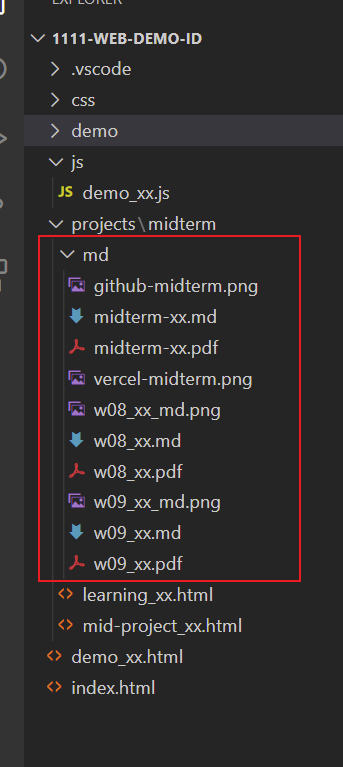 EXPLORER
1111-WEB-DEMO-ID
.vscode
css
demo
js
JS demo_xx.js
projects\midterm
md
github-midterm.png
midterm-xx.md
midterm-xx.pdf
vercel-midterm.png
w08_xx_md.png
w08_xx.md
w08_xx.pdf
w09_xx_md.png
w09_xx.md
w09_xx.pdf
learning_xx.html
mid-project_xx.html
demo_xx.html
index.html